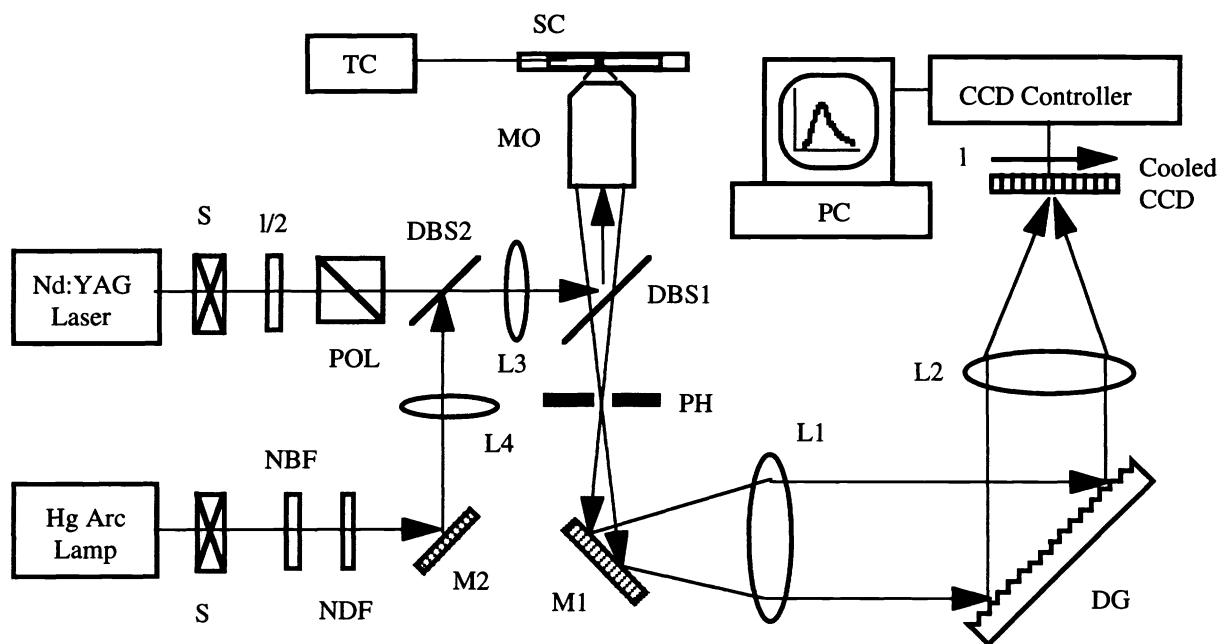 SC
TC
CCD Controller
MO
l
Cooled
CCD
PC
S
l/2
DBS2
Nd:YAG
Laser
DBS1
POL
L3
L2
PH
L4
L1
NBF
Hg Arc
Lamp
M2
S
NDF
M1
DG